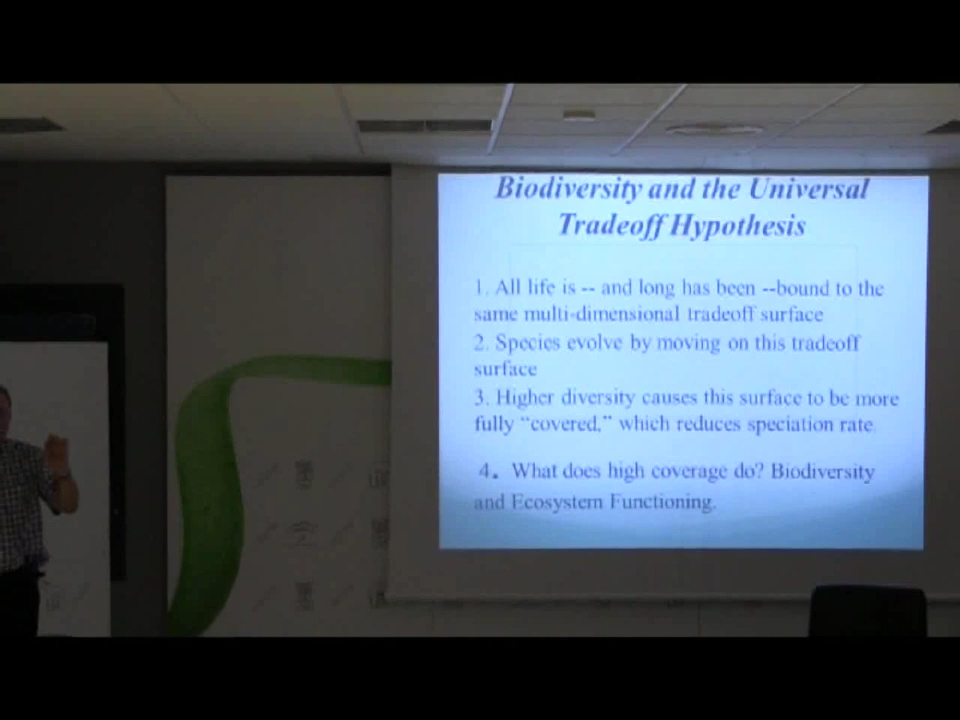 Biodiversity and the Universal
Tradeoff Hypothesis
1. All life is -- and long has been --bound to the
same multi-dimensional tradeoff surface
2. Species evolve by moving on this tradeoff
surface
3. Higher diversity causes this surface to be more
fully “covered,” which reduces speciation rate.
4. What does high coverage do? Biodiversity
and Ecosystem Functioning.